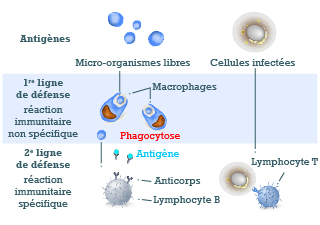 Antigènes
Micro-organismes libres
Cellules infectées
1re ligne
de défense
réaction
immunitaire
non spécifique
Macrophages
Phagocytose
2e ligne
de défense
réaction
immunitaire
spécifique
Antigène
Anticorps
Lymphocyte B
Lymphocyte T